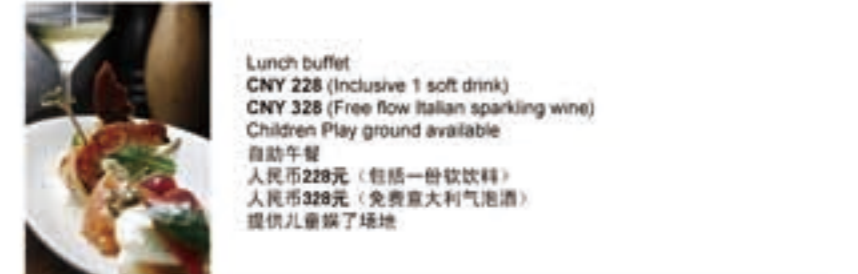 Lunch buffet
CNY 228 (Inclusive 1 soft drink)
CNY 328 (Free flow Italian sparkling wine)
Children Play ground available
自助午餐
人民币228元（包括一份软饮料）
人民币328元（免费意大利气泡酒）
提供儿童娱了场地